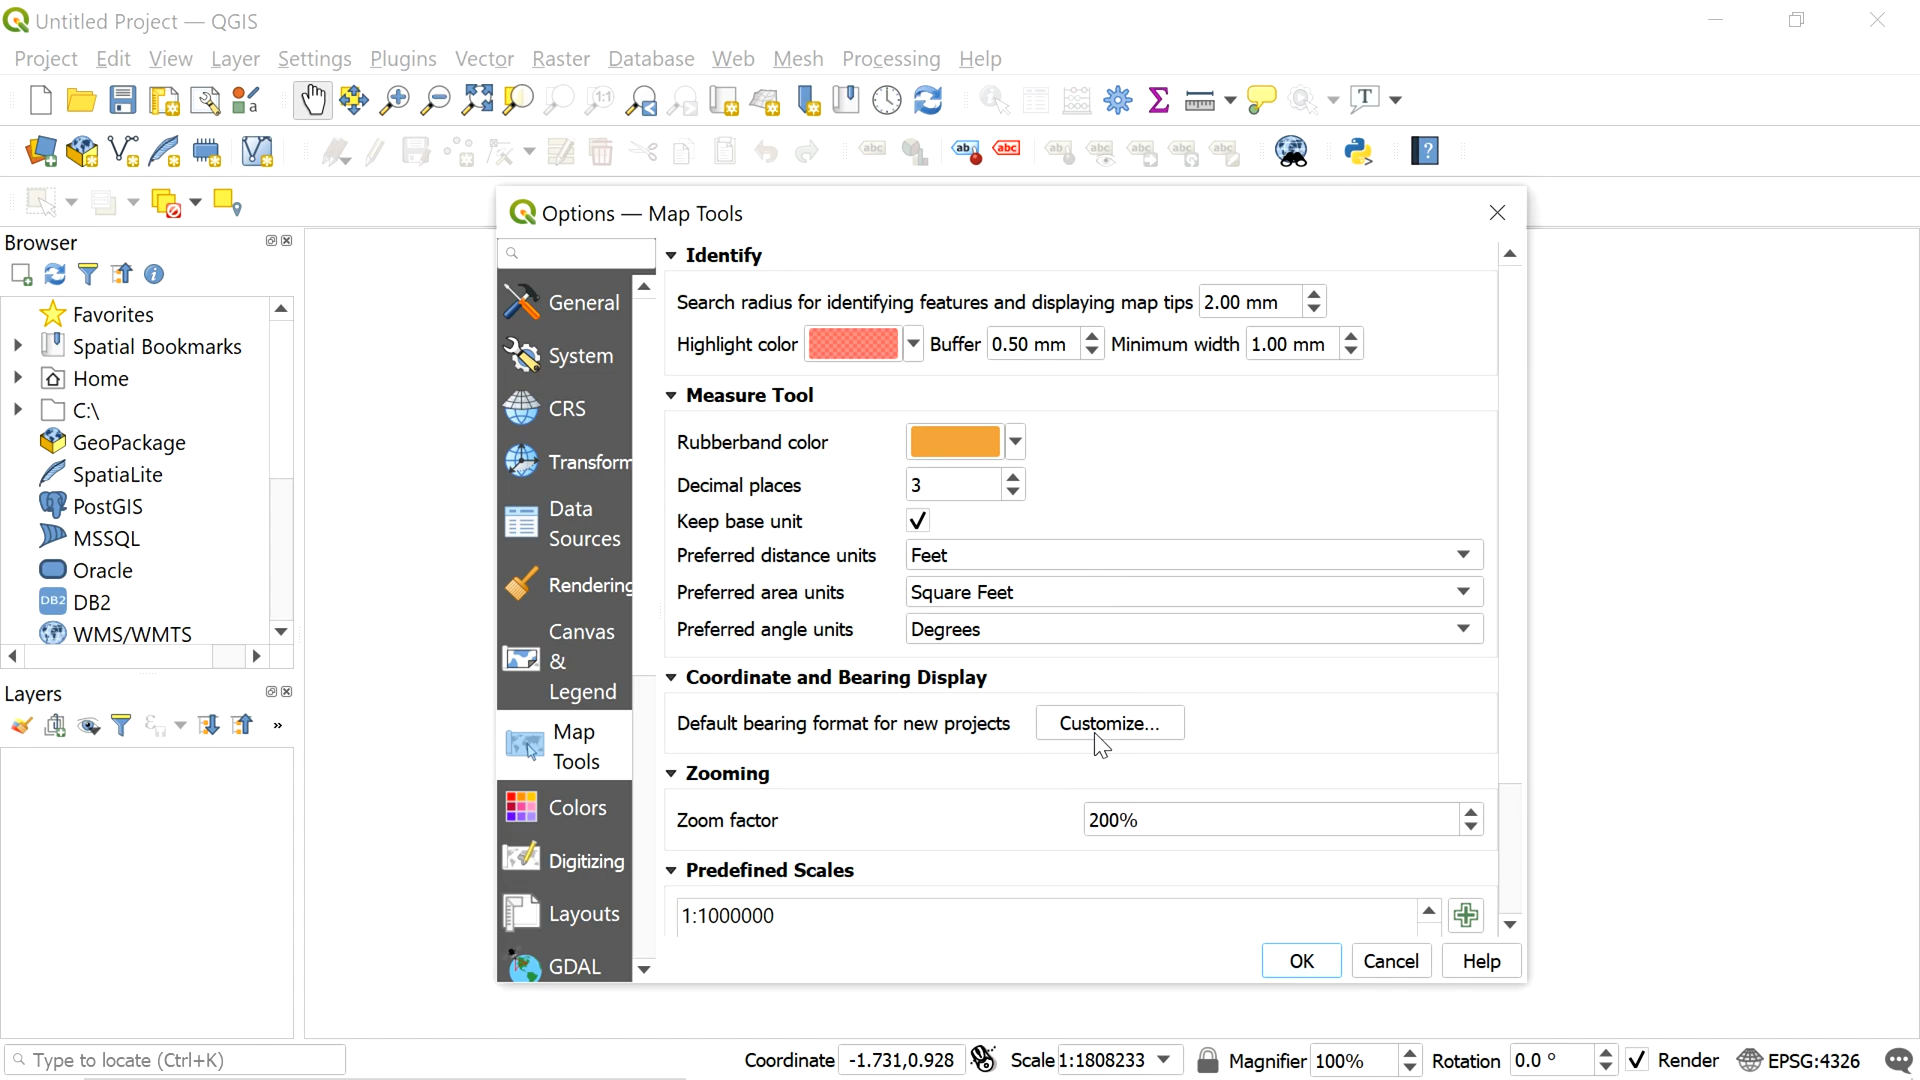 Untitled Project — QGIS
Project Edit View Layer Settings Plugins Vector Raster Database Web Mesh Processing Help
Browser
Favorites
Spatial Bookmarks
Home
C:\
GeoPackage
SpatiaLite
PostGIS
MSSQL
Oracle
DB2
WMS/WMTS
Layers
Options — Map Tools
General
System
CRS
Transform
Data
Sources
Rendering
Canvas
&
Legend
Map
Tools
Colors
Digitizing
Layouts
GDAL
Identify
Search radius for identifying features and displaying map tips 2.00 mm
Highlight color Buffer 0.50 mm Minimum width 1.00 mm
Measure Tool
Rubberband color
Decimal places 3
Keep base unit
Preferred distance units Feet
Preferred area units Square Feet
Preferred angle units Degrees
Coordinate and Bearing Display
Default bearing format for new projects Customize...
Zooming
Zoom factor 200%
Predefined Scales
1:1000000
OK Cancel Help
Type to locate (Ctrl+K) Coordinate -1.731,0.928 Scale 1:1808233 Magnifier 100% Rotation 0.0 ° Render EPSG:4326